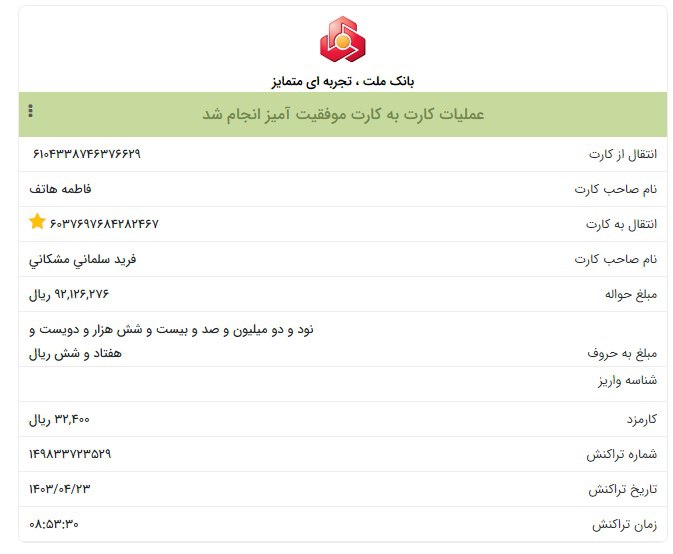 بانک ملت ، تجربه ای متمایز
عملیات کارت به کارت موفقیت آمیز انجام شد
انتقال از کارت ۶۱۰۴۳۳۸۷۴۶۳۷۶۶۲۹
نام صاحب کارت فاطمه هاتف
انتقال به کارت ۶۰۳۷۶۹۷۶۸۴۲۸۲۴۶۷
نام صاحب کارت فريد سلماني مشكاني
مبلغ حواله ۹۲,۱۲۶,۲۷۶ ریال
نود و دو میلیون و صد و بیست و شش هزار و دویست و
مبلغ به حروف هفتاد و شش ریال
شناسه واریز
کارمزد ۳۲,۴۰۰ ریال
شماره تراکنش ۱۴۹۸۳۳۷۲۳۵۲۹
تاریخ تراکنش ۱۴۰۳/۰۴/۲۳
زمان تراکنش ۰۸:۵۳:۳۰